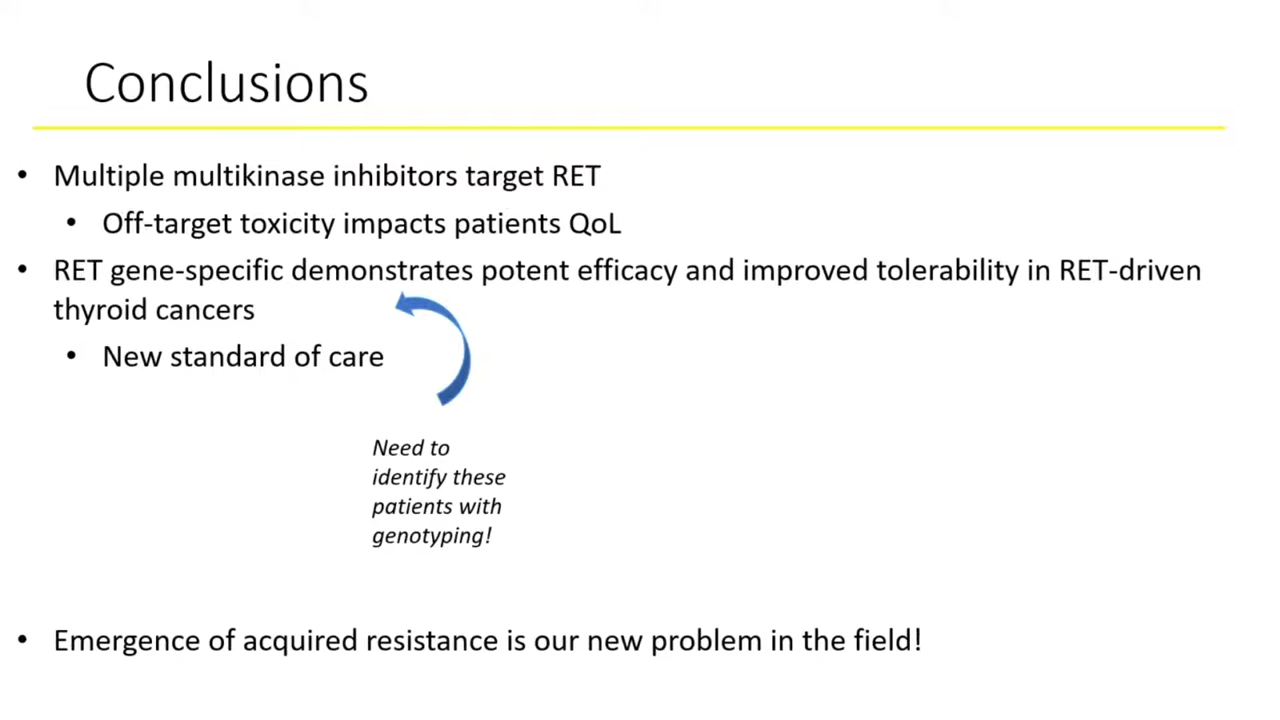 Conclusions
• Multiple multikinase inhibitors target RET
• Off-target toxicity impacts patients QoL
• RET gene-specific demonstrates potent efficacy and improved tolerability in RET-driven
thyroid cancers
• New standard of care
Need to
identify these
patients with
genotyping!
• Emergence of acquired resistance is our new problem in the field!